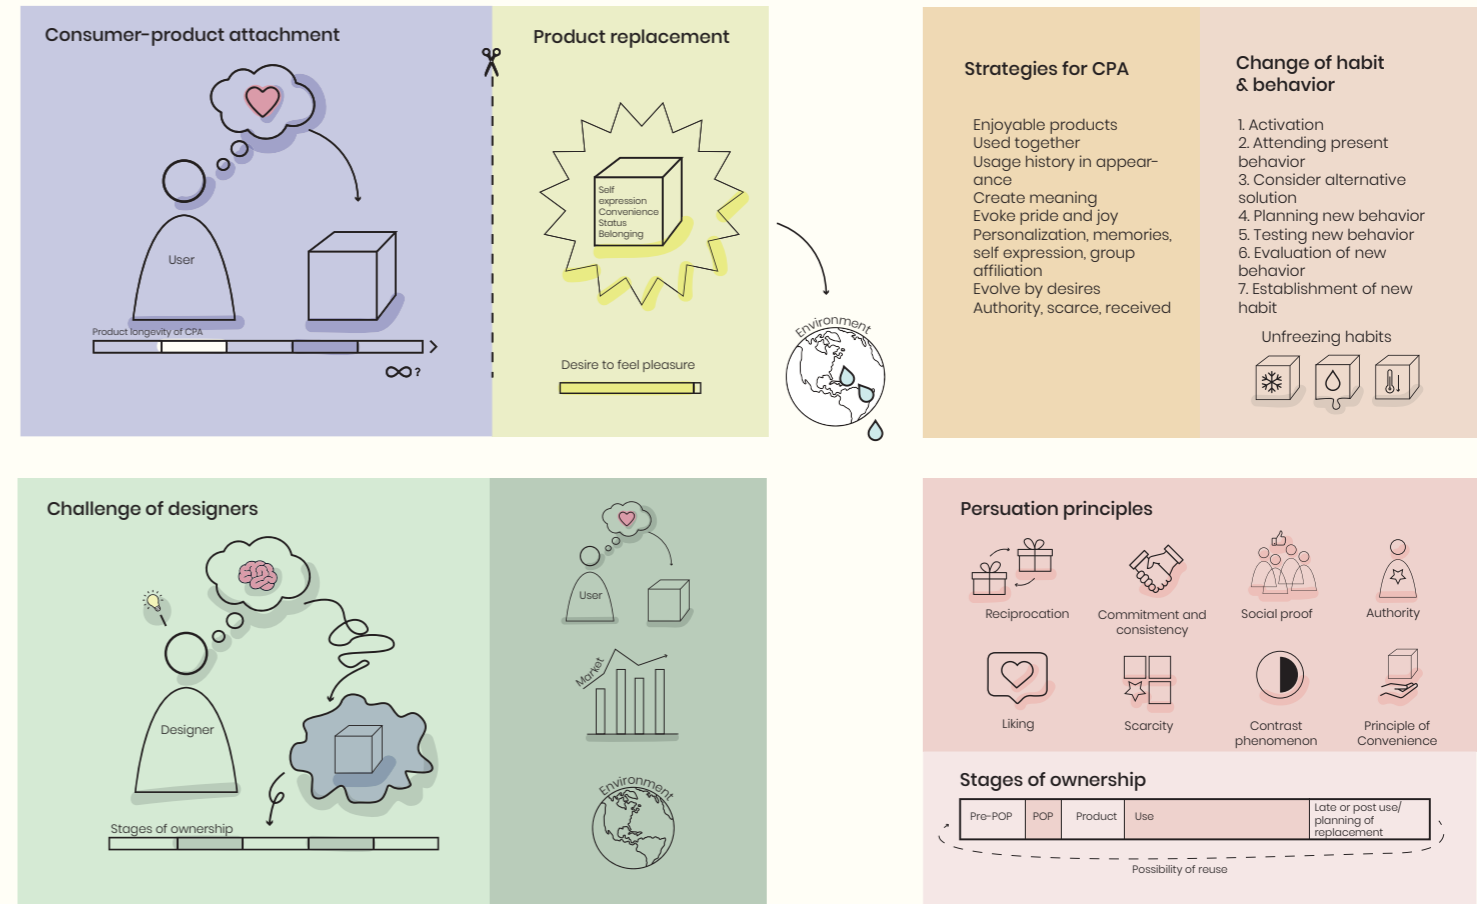 Consumer-product attachment
User
Product longevity of CPA
?
Product replacement
Self
expression
Convenience
Status
Belonging
Desire to feel pleasure
Environment
Strategies for CPA
Enjoyable products
Used together
Usage history in appear-
ance
Create meaning
Evoke pride and joy
Personalization, memories,
self expression, group
affiliation
Evolve by desires
Authority, scarce, received
Change of habit
& behavior
1. Activation
2. Attending present
behavior
3. Consider alternative
solution
4. Planning new behavior
5. Testing new behavior
6. Evaluation of new
behavior
7. Establishment of new
habit
Unfreezing habits
Challenge of designers
Designer
Stages of ownership
User
Market
Environment
Persuation principles
Reciprocation
Commitment and
consistency
Social proof
Authority
Liking
Scarcity
Contrast
phenomenon
Principle of
Convenience
Stages of ownership
Pre-POP
POP
Product
Use
Late or post use/
planning of
replacement
Possibility of reuse